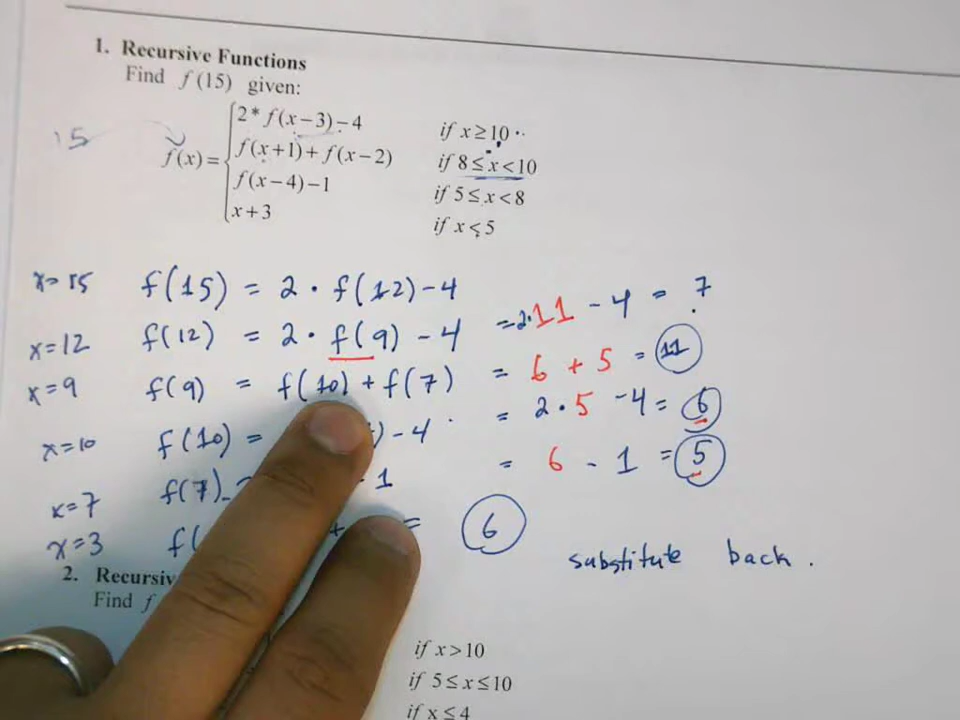 1. Recursive Functions
Find f(15) given:
15
f(x)= { 2* f(x−3)−4 if x≥10
f(x+1)+ f(x−2) if 8≤x<10
f(x−4)−1 if 5≤x<8
x+3 if x<5
x=15 f(15) = 2 · f(12)−4
x=12 f(12) = 2 · f(9) −4 =2·11 −4 = 7
x=9 f(9) = f(10)+f(7) = 6 + 5 = 11
x=10 f(10) = )−4 = 2·5 −4= 6
x=7 f(7) 1 = 6 − 1 = 5
x=3 f( + = 6
substitute back.
2.
Find f
if x>10
if 5≤x≤10
if x≤4